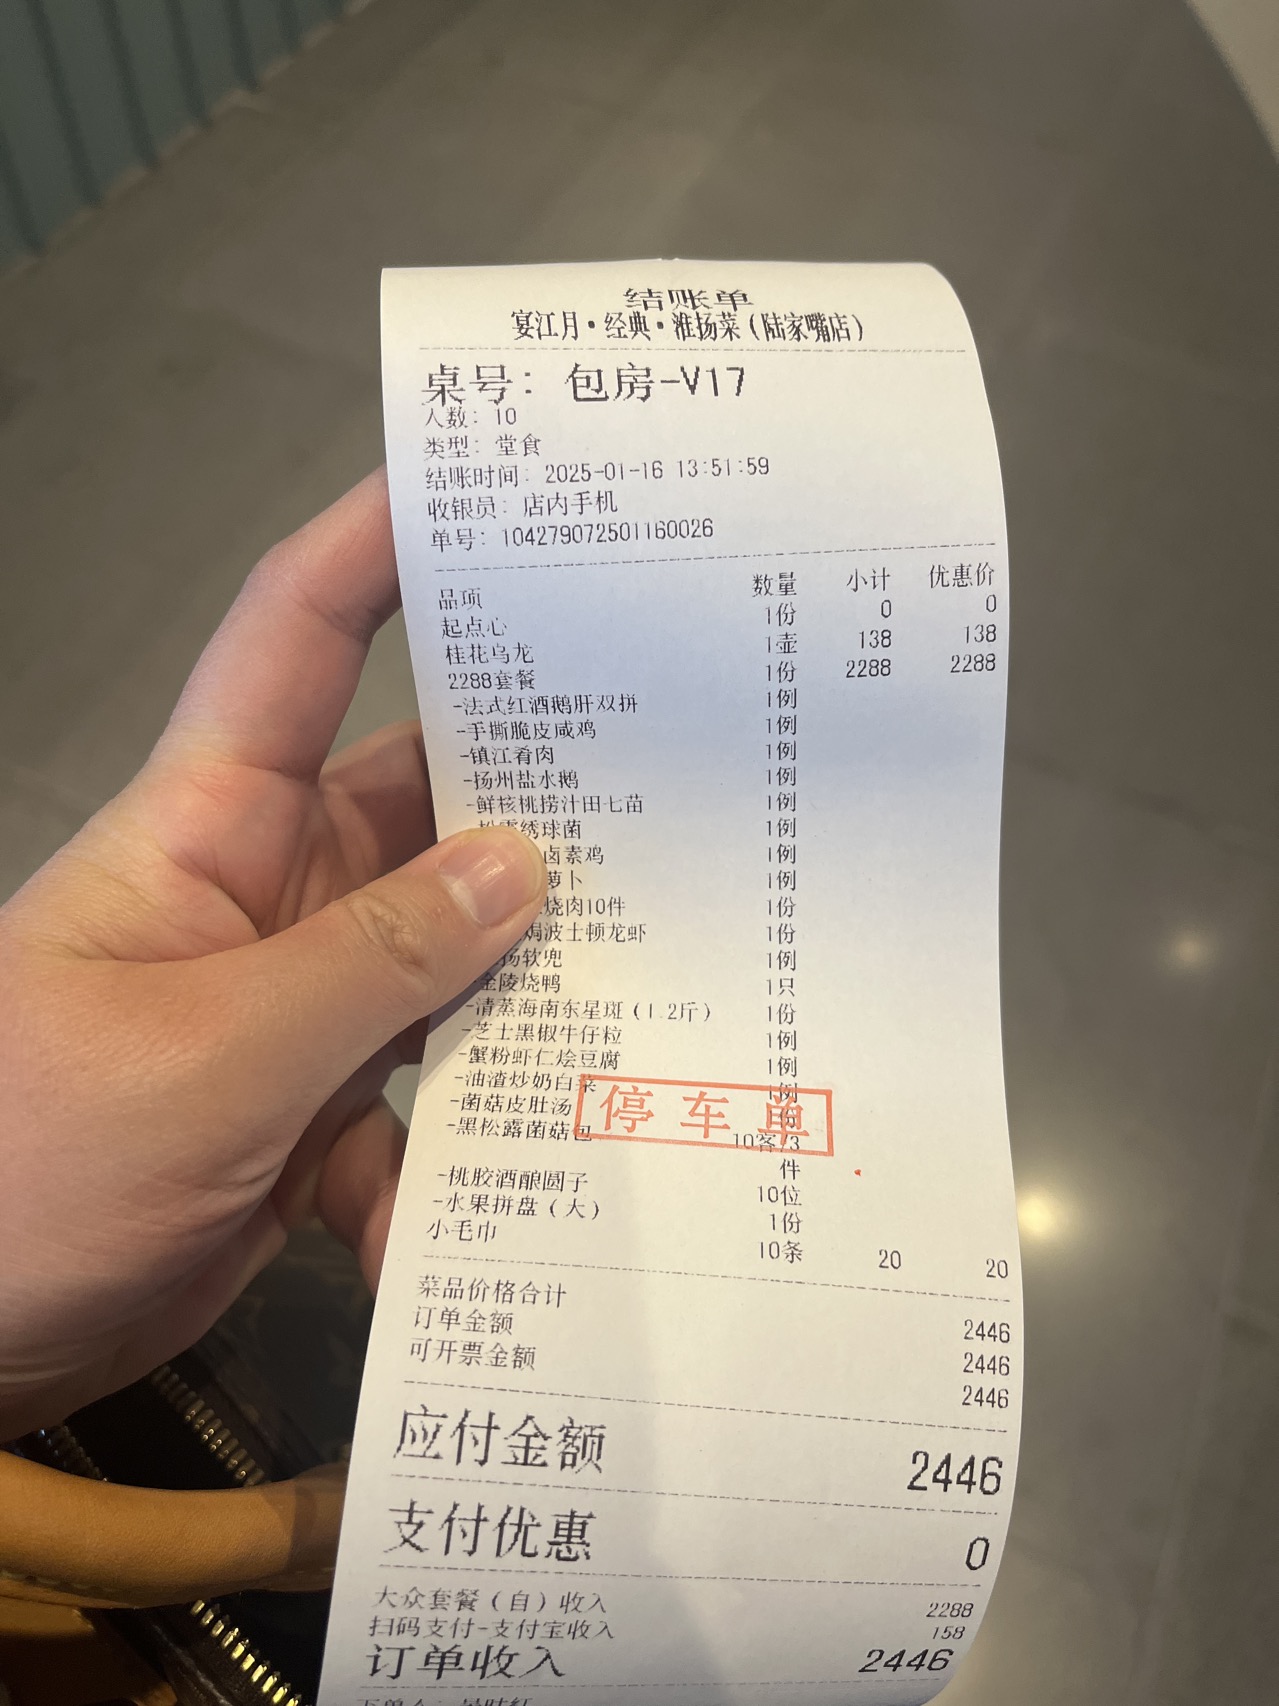 结账单
宴江月·经典·淮扬菜(陆家嘴店)
桌号: 包房-V17
人数: 10
类型: 堂食
结账时间: 2025-01-16 13:51:59
收银员: 店内手机
单号: 104279072501160026
品项 数量 小计 优惠价
起点心 1份 0 0
桂花乌龙 1壶 138 138
2288套餐 1份 2288 2288
-法式红酒鹅肝双拼 1例
-手撕脆皮咸鸡 1例
-镇江肴肉 1例
-扬州盐水鹅 1例
-鲜核桃捞汁田七苗 1例
绣球菌 1例
卤素鸡 1例
萝卜 1例
烧肉10件 1份
焗波士顿龙虾 1份
扬软兜 1例
金陵烧鸭 1只
-清蒸海南东星斑(1.2斤) 1份
-芝士黑椒牛仔粒 1例
-蟹粉虾仁烩豆腐 1例
-油渣炒奶白菜 1例
-菌菇皮肚汤 份
停车单
-黑松露菌菇包 10客/3
件
-桃胶酒酿圆子 10位
-水果拼盘(大) 1份
小毛巾 10条 20 20
菜品价格合计 2446
订单金额 2446
可开票金额 2446
应付金额 2446
支付优惠 0
大众套餐(自)收入 2288
扫码支付-支付宝收入 158
订单收入 2446